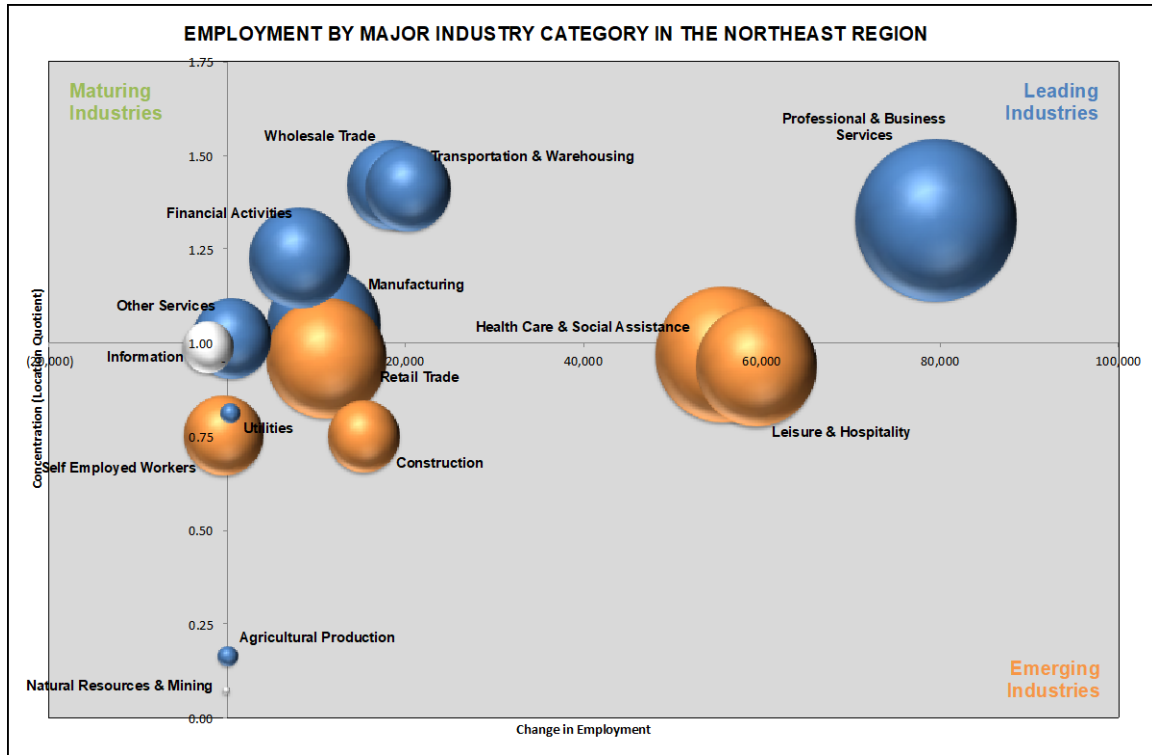 EMPLOYMENT BY MAJOR INDUSTRY CATEGORY IN THE NORTHEAST REGION
1.75
Maturing
Industries
Leading
Industries
Professional & Business
Services
Wholesale Trade
1.50
Transportation & Warehousing
Financial Activities
1.25
Manufacturing
Other Services
Health Care & Social Assistance
1.00
Information
(20,000)
20,000
40,000
60,000
80,000
100,000
Retail Trade
Utilities
Leisure & Hospitality
0.75
Self Employed Workers
Construction
Concentration (Location Quotient)
0.50
0.25
Agricultural Production
Natural Resources & Mining
Emerging
Industries
0.00
Change in Employment